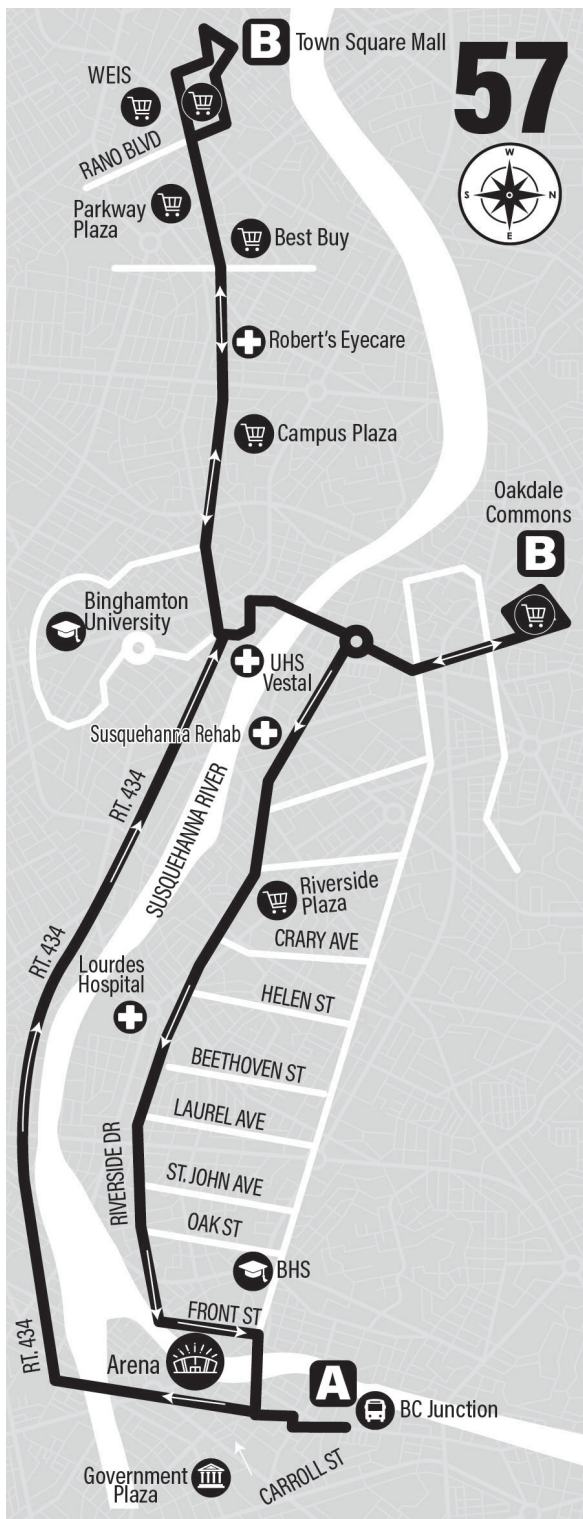 B Town Square Mall
57
WEIS
W
S
N
E
RANO BLVD
Parkway
Plaza
Best Buy
Robert's Eyecare
Campus Plaza
Oakdale
Commons
B
Binghamton
University
UHS
Vestal
Susquehanna Rehab
RT. 434
SUSQUEHANNA RIVER
Riverside
Plaza
CRARY AVE
RT. 434
Lourdes
Hospital
HELEN ST
BEETHOVEN ST
LAUREL AVE
RIVERSIDE DR
ST. JOHN AVE
OAK ST
BHS
FRONT ST
RT. 434
Arena
A
BC Junction
Government
Plaza
CARROLL ST